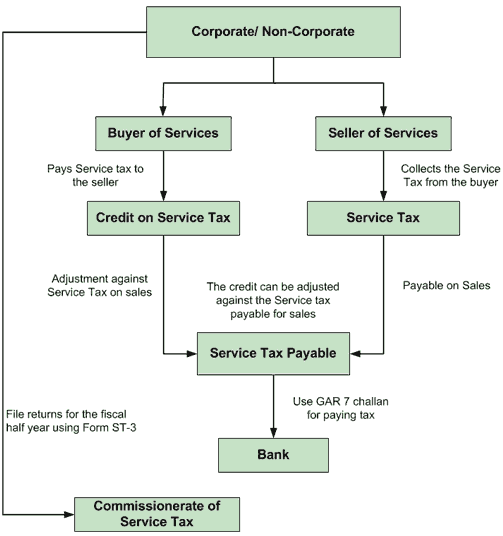 Corporate/ Non-Corporate
Buyer of Services
Seller of Services
Pays Service tax to
the seller
Collects the Service
Tax from the buyer
Credit on Service Tax
Service Tax
Adjustment against
Service Tax on sales
The credit can be adjusted
against the Service tax
payable for sales
Payable on Sales
Service Tax Payable
Use GAR 7 challan
for paying tax
File returns for the fiscal
half year using Form ST-3
Bank
Commissionerate of
Service Tax